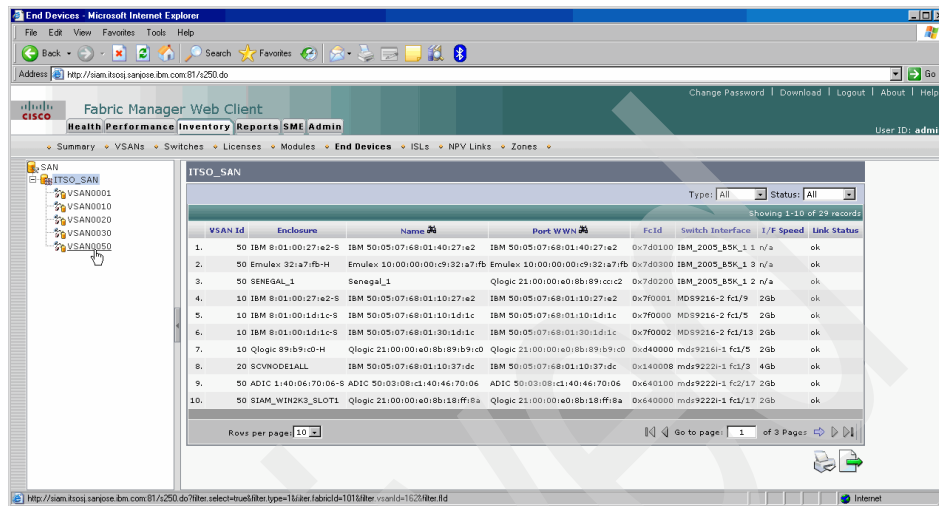 End Devices - Microsoft Internet Explorer
File Edit View Favorites Tools Help
Back Search Favorites
Address http://siam.itsosj.sanjose.ibm.com:81/s250.do Go
Change Password | Download | Logout | About | Help
CISCO Fabric Manager Web Client
Health Performance Inventory Reports SME Admin
User ID: admi
Summary VSANs Switches Licenses Modules End Devices ISLs NPV Links Zones
SAN
ITSO_SAN
VSAN0001
VSAN0010
VSAN0020
VSAN0030
VSAN0050
ITSO_SAN
Type: All Status: All
Showing 1-10 of 29 records
VSAN Id Enclosure Name Port WWN FcId Switch Interface I/F Speed Link Status
1. 50 IBM 8:01:00:27:e2-S IBM 50:05:07:68:01:40:27:e2 IBM 50:05:07:68:01:40:27:e2 0x7d0100 IBM_2005_B5K_1 1 n/a ok
2. 50 Emulex 32:a7:fb-H Emulex 10:00:00:00:c9:32:a7:fb Emulex 10:00:00:00:c9:32:a7:fb 0x7d0300 IBM_2005_B5K_1 3 n/a ok
3. 50 SENEGAL_1 Senegal_1 Qlogic 21:00:00:e0:8b:89:cc:c2 0x7d0200 IBM_2005_B5K_1 2 n/a ok
4. 10 IBM 8:01:00:27:e2-S IBM 50:05:07:68:01:10:27:e2 IBM 50:05:07:68:01:10:27:e2 0x7f0001 MDS9216-2 fc1/9 2Gb ok
5. 10 IBM 8:01:00:1d:1c-S IBM 50:05:07:68:01:10:1d:1c IBM 50:05:07:68:01:10:1d:1c 0x7f0000 MDS9216-2 fc1/5 2Gb ok
6. 10 IBM 8:01:00:1d:1c-S IBM 50:05:07:68:01:30:1d:1c IBM 50:05:07:68:01:30:1d:1c 0x7f0002 MDS9216-2 fc1/13 2Gb ok
7. 10 Qlogic 89:b9:c0-H Qlogic 21:00:00:e0:8b:89:b9:c0 Qlogic 21:00:00:e0:8b:89:b9:c0 0xd40000 mds9216i-1 fc1/5 2Gb ok
8. 20 SCVNODE1ALL IBM 50:05:07:68:01:10:37:dc IBM 50:05:07:68:01:10:37:dc 0x140008 mds9222i-1 fc1/3 4Gb ok
9. 50 ADIC 1:40:06:70:06-S ADIC 50:03:08:c1:40:46:70:06 ADIC 50:03:08:c1:40:46:70:06 0x640100 mds9222i-1 fc2/17 2Gb ok
10. 50 SIAM_WIN2K3_SLOT1 Qlogic 21:00:00:e0:8b:18:ff:8a Qlogic 21:00:00:e0:8b:18:ff:8a 0x640000 mds9222i-1 fc1/17 2Gb ok
Rows per page: 10 Go to page: 1 of 3 Pages
http://siam.itsosj.sanjose.ibm.com:81/s250.do?filter.select=true&filter.type=1&filter.fabricId=101&filter.vsanId=162&filter.fId Internet